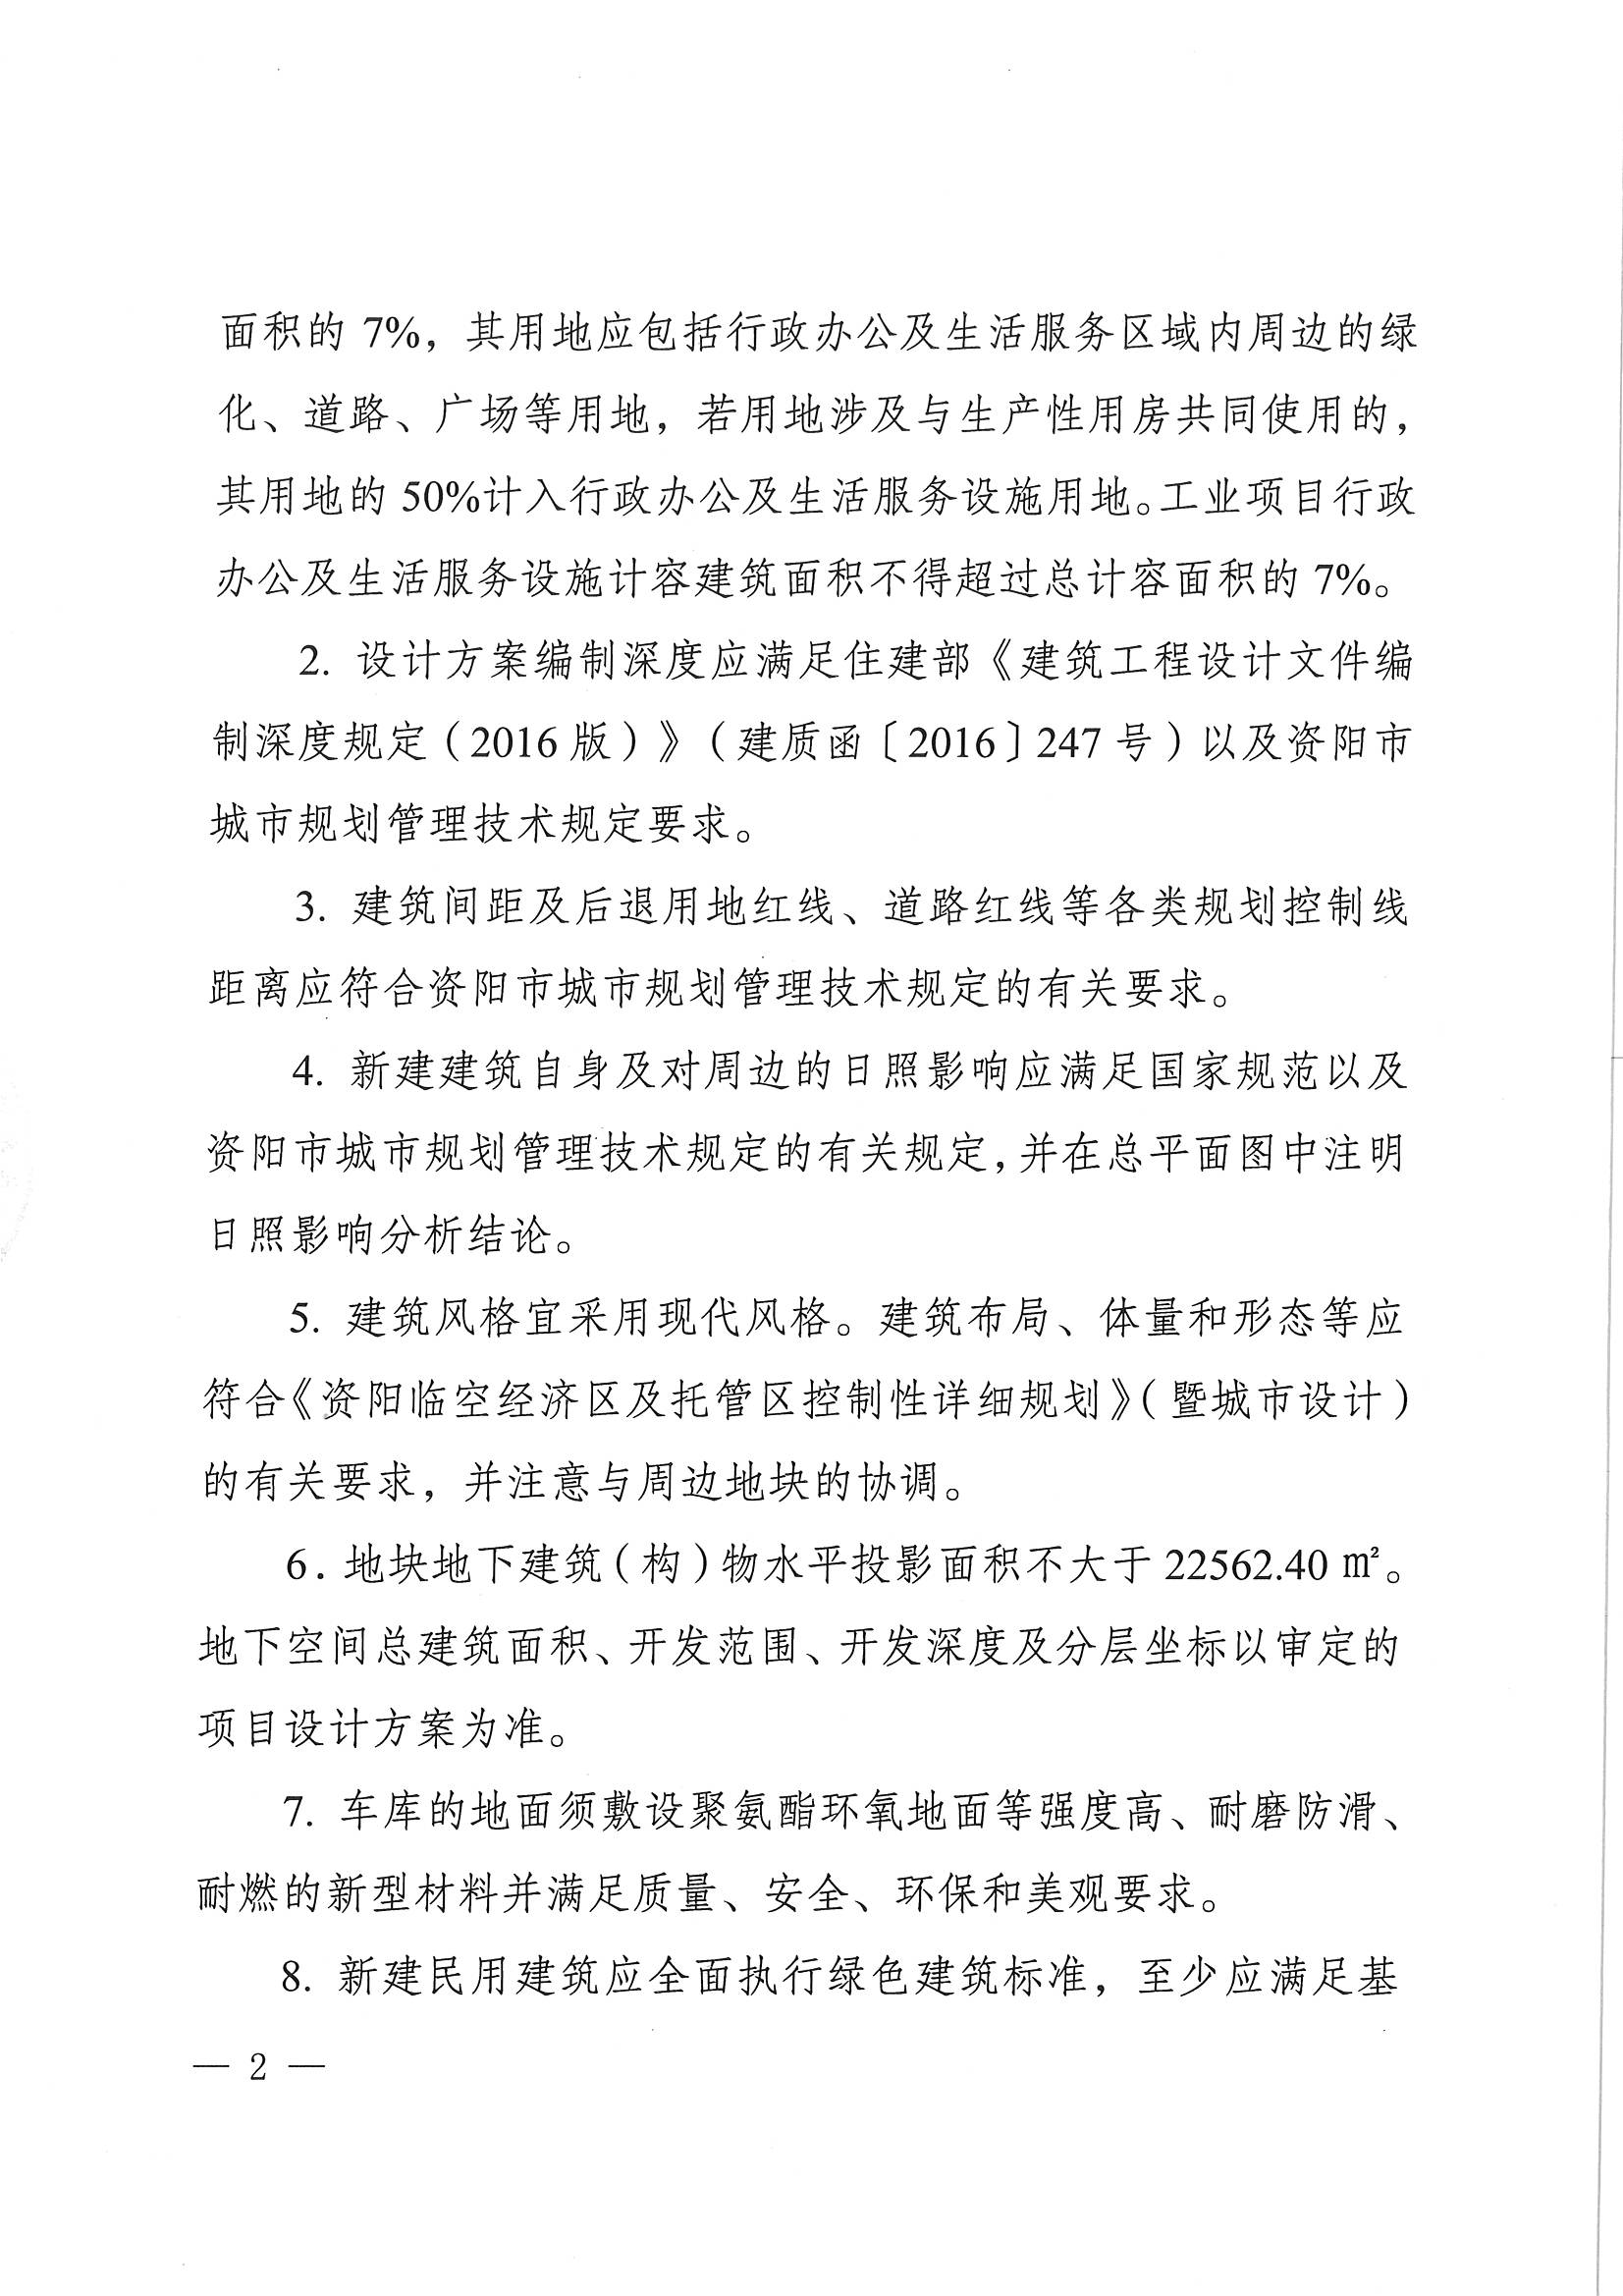 面积的 7%，其用地应包括行政办公及生活服务区域内周边的绿
化、道路、广场等用地，若用地涉及与生产性用房共同使用的，
其用地的 50%计入行政办公及生活服务设施用地。工业项目行政
办公及生活服务设施计容建筑面积不得超过总计容面积的 7%。
2. 设计方案编制深度应满足住建部《建筑工程设计文件编
制深度规定（2016 版）》（建质函〔2016〕247 号）以及资阳市
城市规划管理技术规定要求。
3. 建筑间距及后退用地红线、道路红线等各类规划控制线
距离应符合资阳市城市规划管理技术规定的有关要求。
4. 新建建筑自身及对周边的日照影响应满足国家规范以及
资阳市城市规划管理技术规定的有关规定，并在总平面图中注明
日照影响分析结论。
5. 建筑风格宜采用现代风格。建筑布局、体量和形态等应
符合《资阳临空经济区及托管区控制性详细规划》（暨城市设计）
的有关要求，并注意与周边地块的协调。
6. 地块地下建筑（构）物水平投影面积不大于 22562.40 ㎡。
地下空间总建筑面积、开发范围、开发深度及分层坐标以审定的
项目设计方案为准。
7. 车库的地面须敷设聚氨酯环氧地面等强度高、耐磨防滑、
耐燃的新型材料并满足质量、安全、环保和美观要求。
8. 新建民用建筑应全面执行绿色建筑标准，至少应满足基
— 2 —